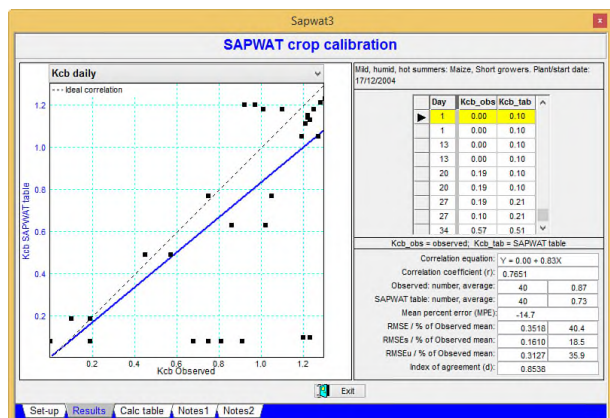 Sapwat3
SAPWAT crop calibration
Kcb daily
---- Ideal correlation
1.2
1.0
0.8
0.6
0.4
0.2
Kcb SAPWAT table
0.2 0.4 0.6 0.8 1.0 1.2
Kcb Observed
Mild, humid, hot summers: Maize, Short growers. Plant/start date:
17/12/2004
Day Kcb_obs Kcb_tab
1 0.00 0.10
1 0.00 0.10
13 0.00 0.10
13 0.00 0.10
20 0.19 0.10
20 0.19 0.10
27 0.19 0.21
27 0.10 0.21
34 0.57 0.51
Kcb_obs = observed; Kcb_tab = SAPWAT table
Correlation equation: Y = 0.00 + 0.83X
Correlation coefficient (r): 0.7651
Observed: number, average: 40 0.87
SAPWAT table: number, average: 40 0.73
Mean percent error (MPE): -14.7
RMSE / % of Observed mean: 0.3518 40.4
RMSEs / % of Observed mean: 0.1610 18.5
RMSEu / % of Observed mean: 0.3127 35.9
Index of agreement (d): 0.8538
Exit
Set-up Results Calc table Notes1 Notes2